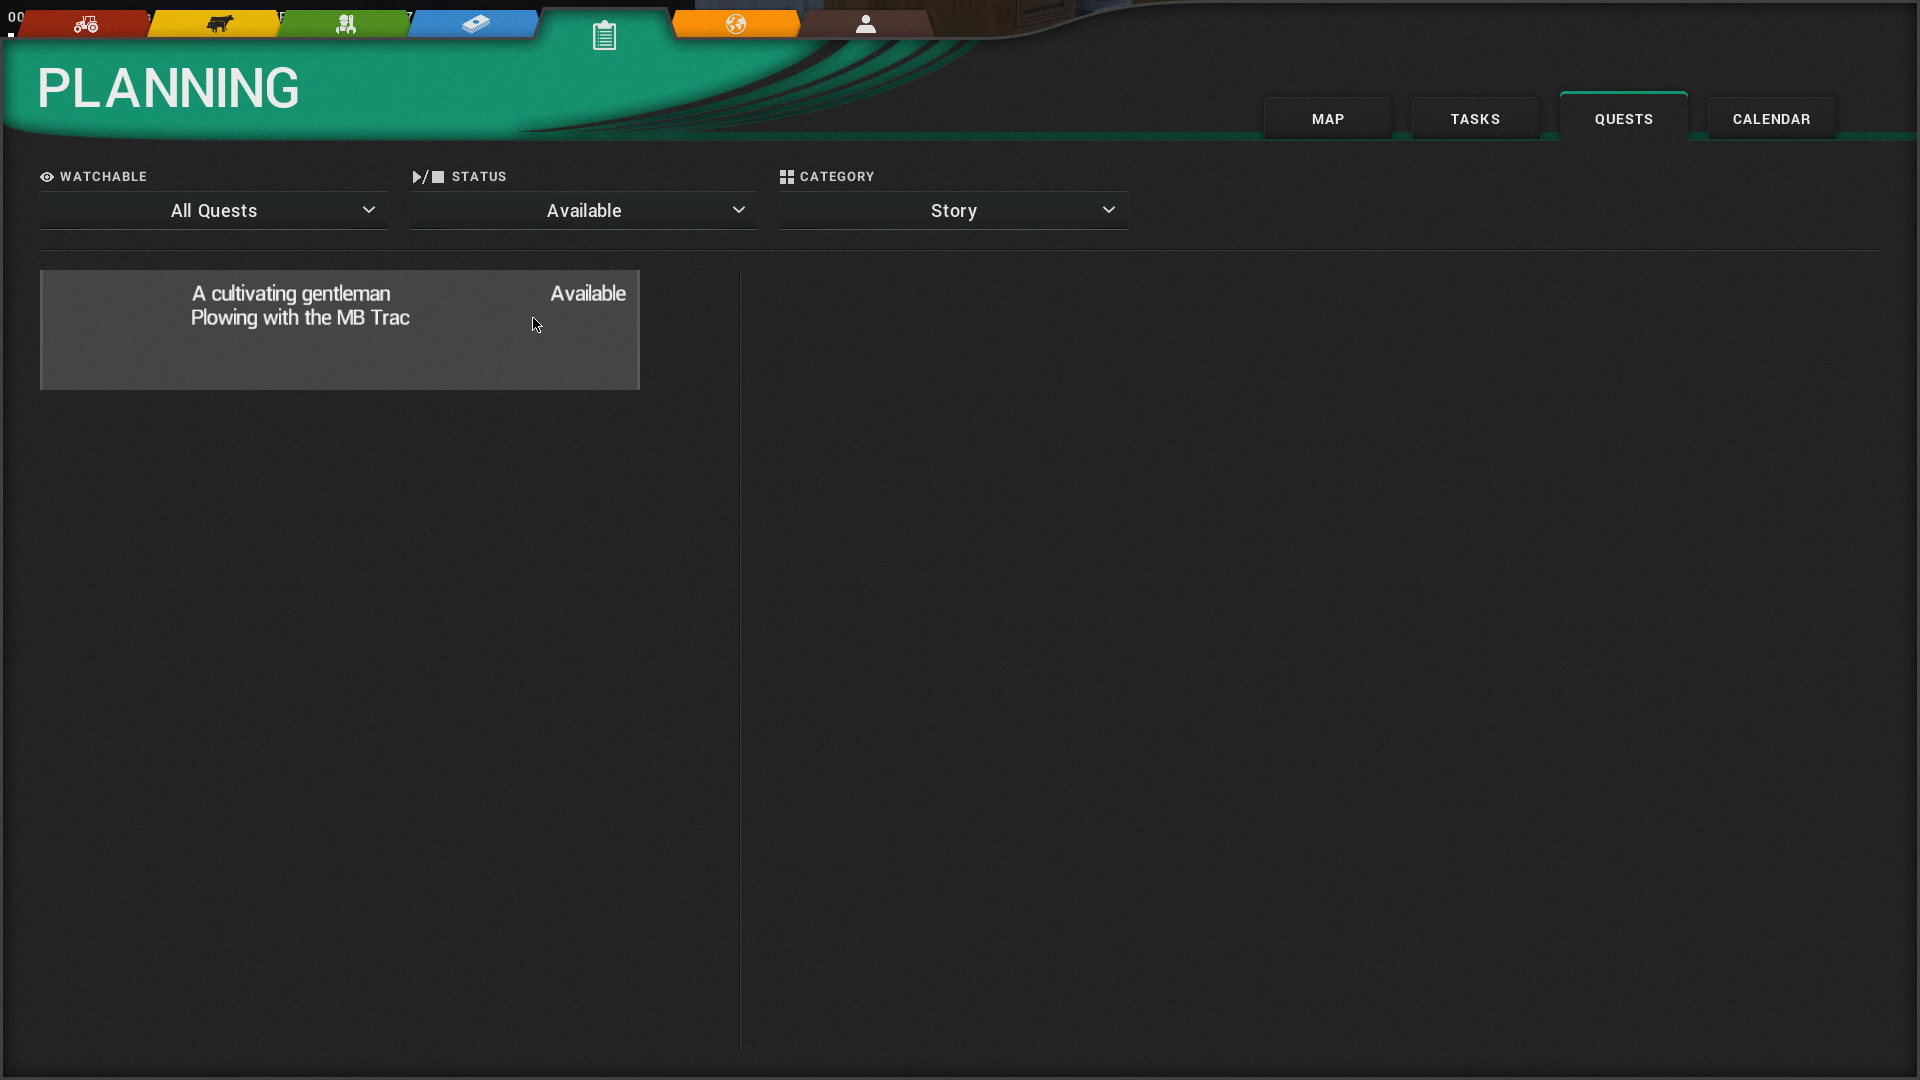 00
PLANNING
MAP
TASKS
QUESTS
CALENDAR
WATCHABLE
STATUS
CATEGORY
All Quests
Available
Story
A cultivating gentleman
Available
Plowing with the MB Trac